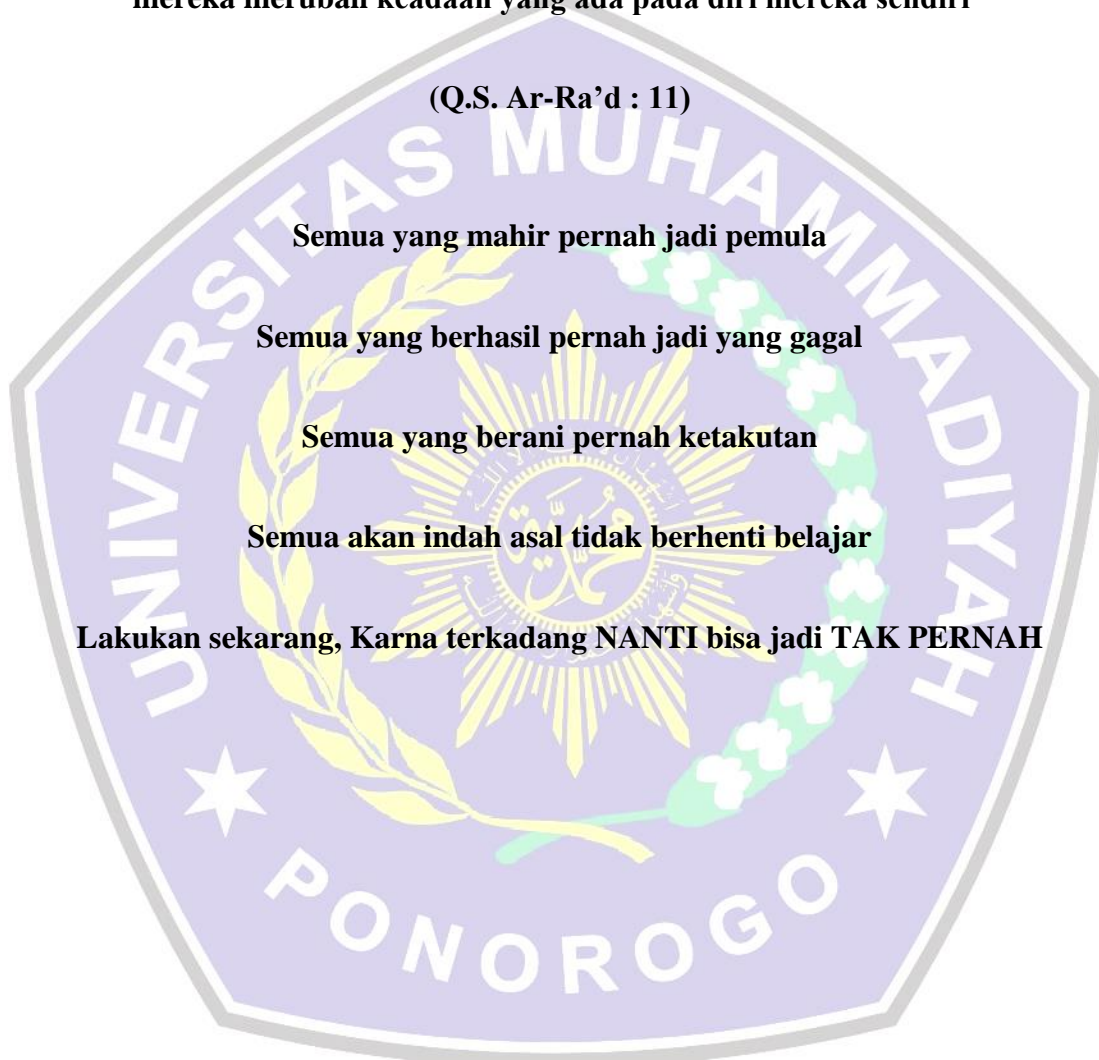 mereka merubah keadaan yang ada pada diri mereka sendiri
(Q.S. Ar-Ra’d : 11)
UNIVERSITAS MUHAMMADIYAH
Semua yang mahir pernah jadi pemula
Semua yang berhasil pernah jadi yang gagal
Semua yang berani pernah ketakutan
محمد
Semua akan indah asal tidak berhenti belajar
Lakukan sekarang, Karna terkadang NANTI bisa jadi TAK PERNAH
PONOROGO